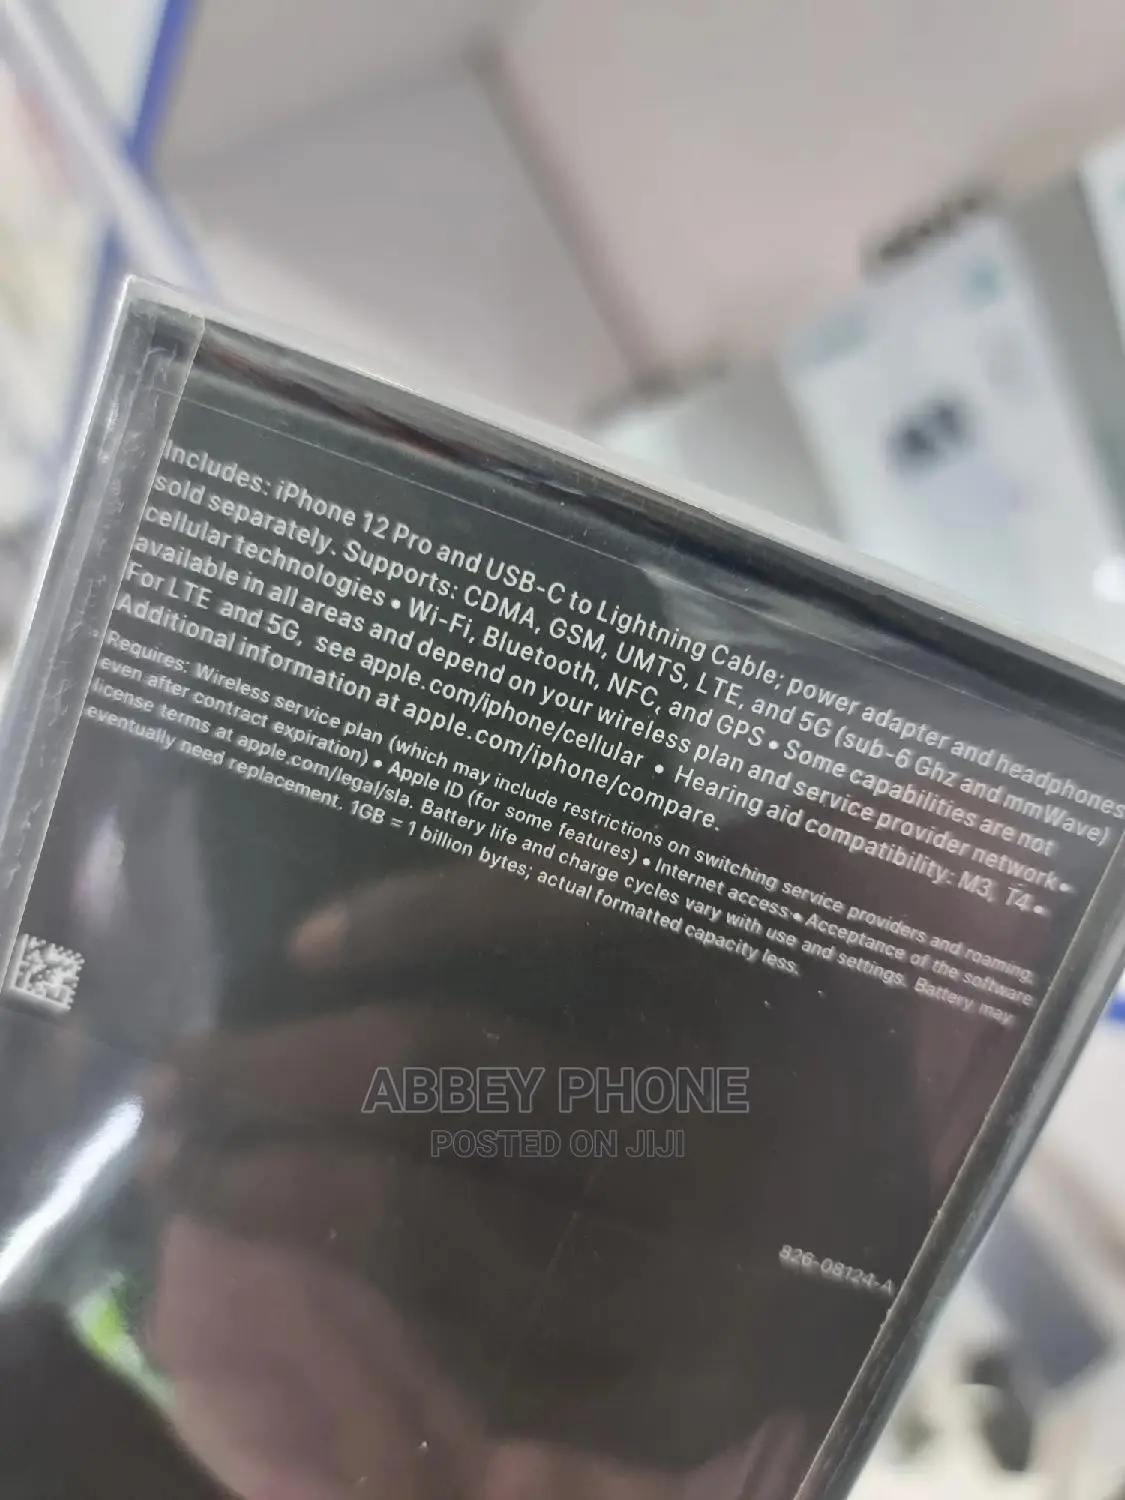 Includes: iPhone 12 Pro and USB-C to Lightning Cable; power adapter and headphones
sold separately. Supports: CDMA, GSM, UMTS, LTE, and 5G (sub-6 Ghz and mmWave)
cellular technologies • Wi-Fi, Bluetooth, NFC, and GPS • Some capabilities are not
available in all areas and depend on your wireless plan and service provider network •
For LTE and 5G, see apple.com/iphone/cellular • Hearing aid compatibility: M3, T4 •
Additional information at apple.com/iphone/compare.
Requires: Wireless service plan (which may include restrictions on switching service providers and roaming,
even after contract expiration) • Apple ID (for some features) • Internet access • Acceptance of the software
license terms at apple.com/legal/sla. Battery life and charge cycles vary with use and settings. Battery may
eventually need replacement. 1GB = 1 billion bytes; actual formatted capacity less.
ABBEY PHONE
POSTED ON JIJI
826-08124-A